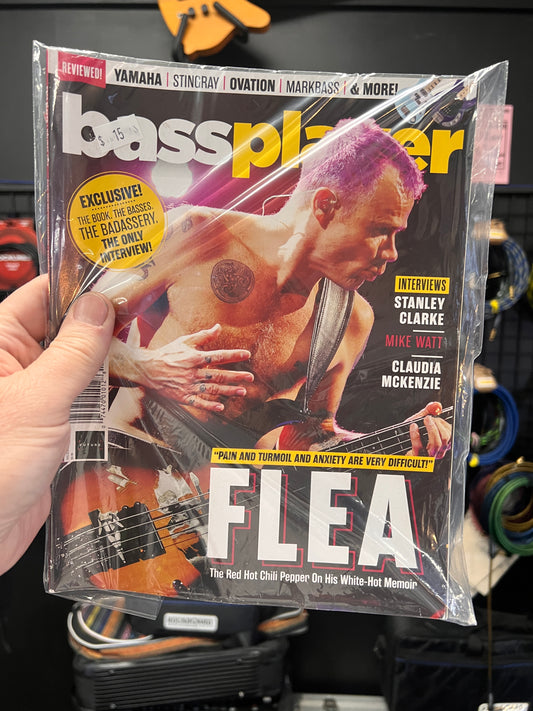 REVIEWED! YAMAHA | STINGRAY | OVATION | MARKBASS | & MORE!
bassplayer
EXCLUSIVE!
THE BOOK. THE BASSES.
THE BADASSERY.
THE ONLY
INTERVIEW!
INTERVIEWS
STANLEY
CLARKE
MIKE WATT
CLAUDIA
MCKENZIE
FUTURE
"PAIN AND TURMOIL AND ANXIETY ARE VERY DIFFICULT!"
FLEA
The Red Hot Chili Pepper On His White-Hot Memoir